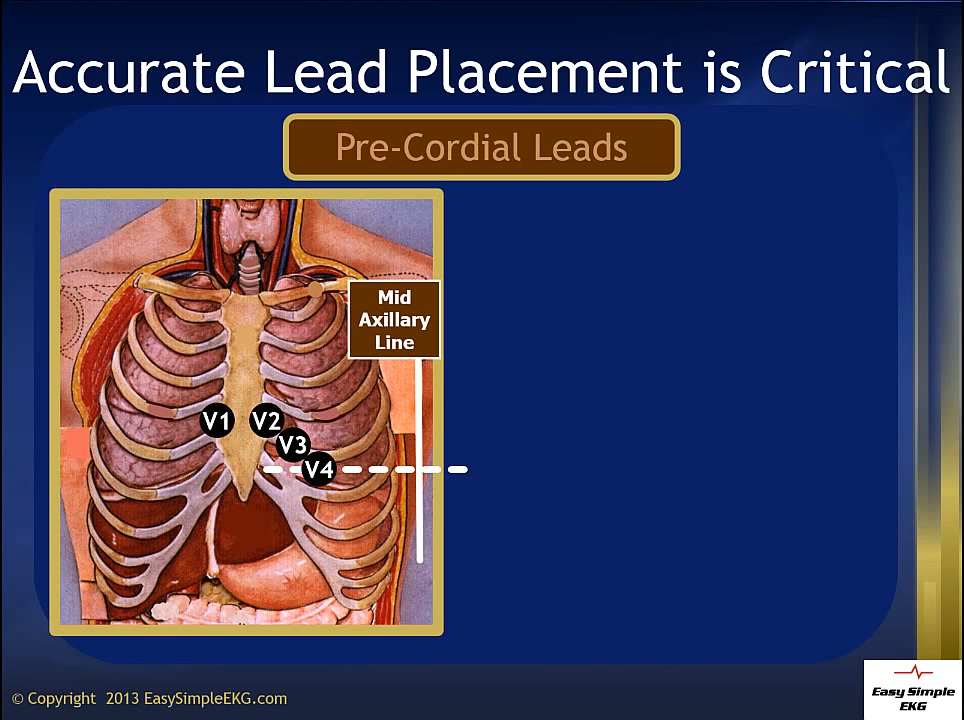 Accurate Lead Placement is Critical
Pre-Cordial Leads
Mid
Axillary
Line
V1
V2
V3
V4
© Copyright 2013 EasySimpleEKG.com
Easy Simple
EKG